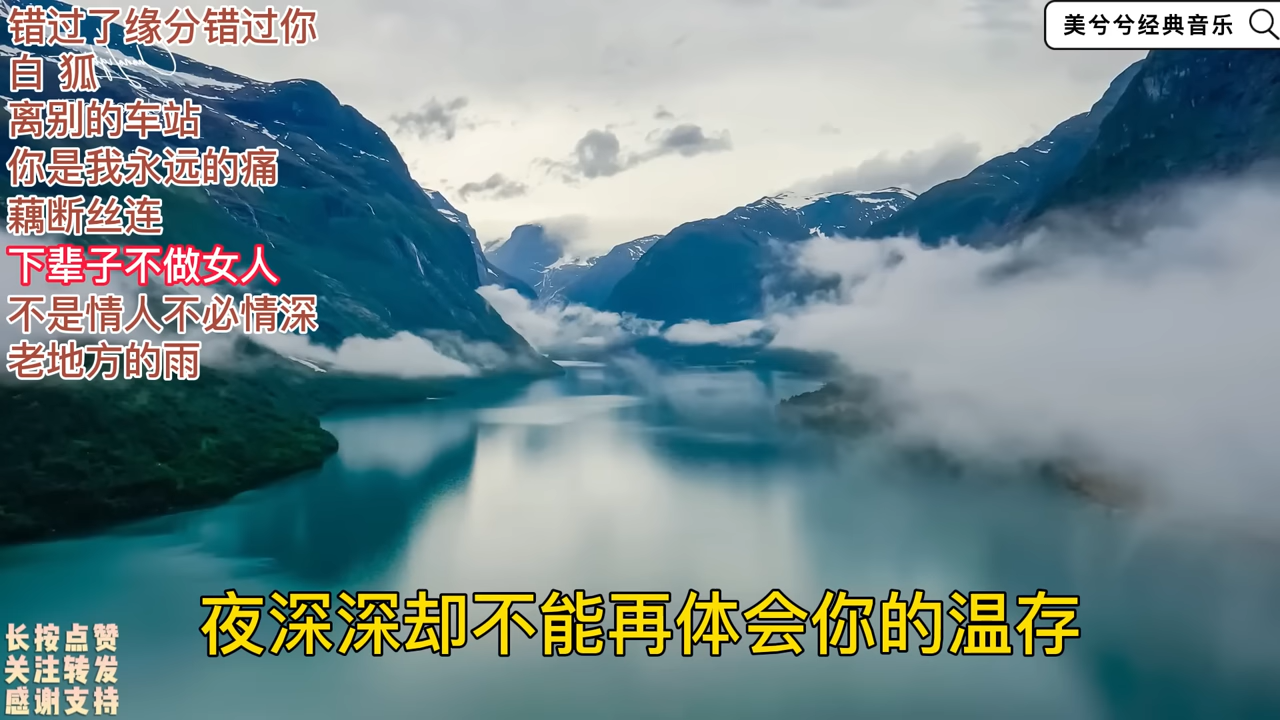 错过了缘分错过你
白 狐
离别的车站
你是我永远的痛
藕断丝连
下辈子不做女人
不是情人不必情深
老地方的雨
美兮兮经典音乐
夜深深却不能再体会你的温存
长按点赞
关注转发
感谢支持